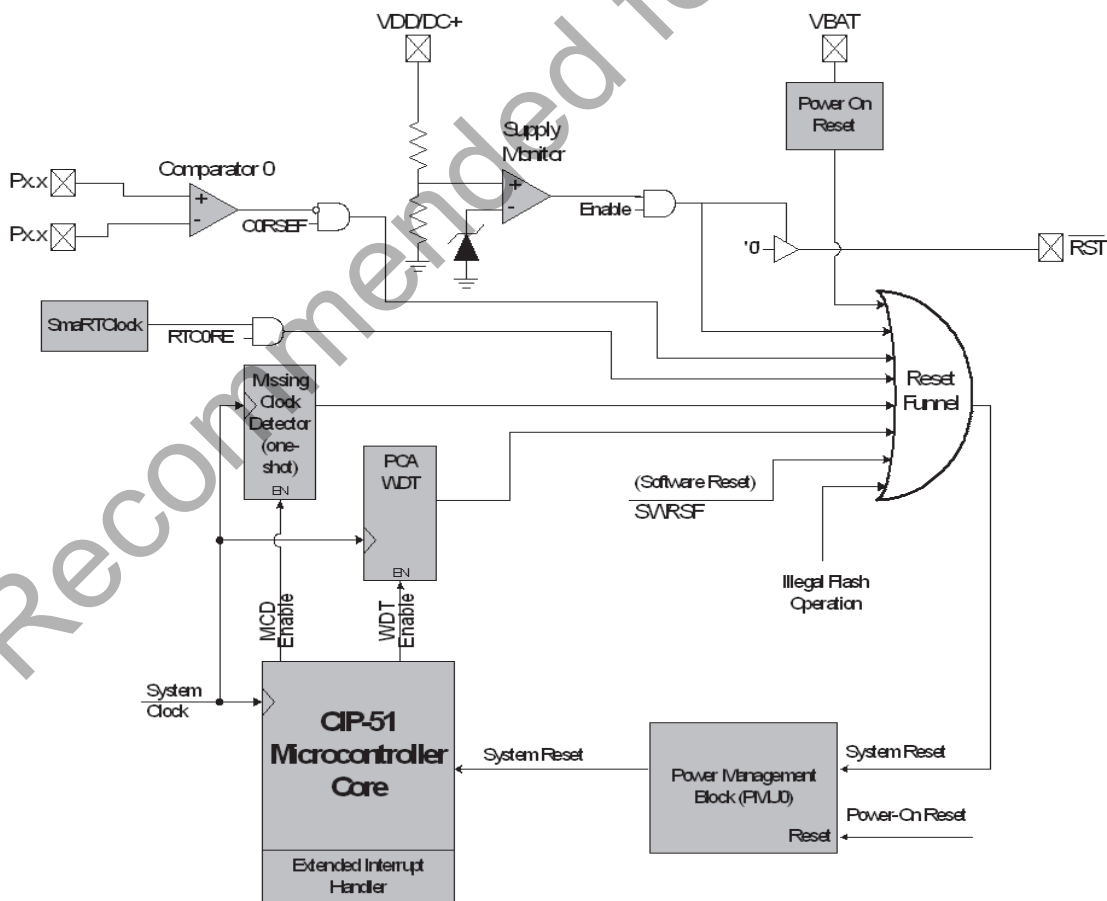 VDD/DC+
VBAT
Power On
Reset
Supply
Monitor
Comparator 0
Px.x
+
-
Px.x
C0RSEF
+
-
Enable
'0'
RST
SmaRTClock
RTC0RE
Missing
Clock
Detector
(one-
shot)
EN
PCA
WDT
EN
Reset
Funnel
(Software Reset)
SWRSF
Illegal Flash
Operation
MCD
Enable
WDT
Enable
System
Clock
CIP-51
Microcontroller
Core
Extended Interrupt
Handler
System Reset
Power Management
Block (PMU0)
Reset
System Reset
Power-On Reset
Recommended fo